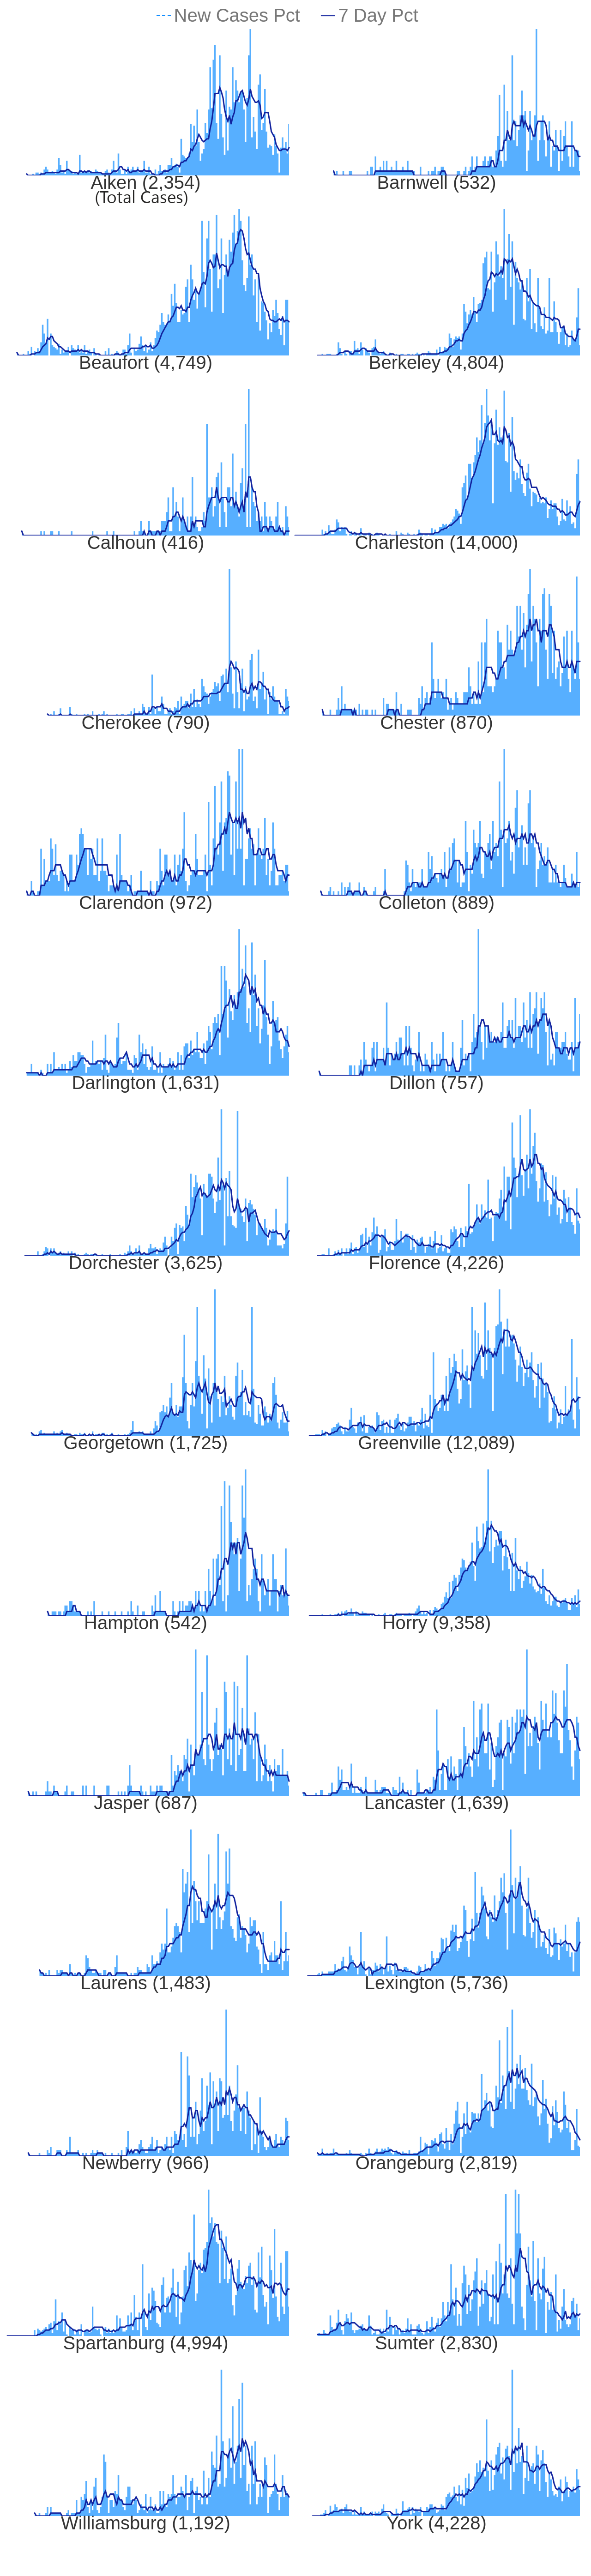 New Cases Pct 7 Day Pct
Aiken (2,354) Barnwell (532)
(Total Cases)
Beaufort (4,749) Berkeley (4,804)
Calhoun (416) Charleston (14,000)
Cherokee (790) Chester (870)
Clarendon (972) Colleton (889)
Darlington (1,631) Dillon (757)
Dorchester (3,625) Florence (4,226)
Georgetown (1,725) Greenville (12,089)
Hampton (542) Horry (9,358)
Jasper (687) Lancaster (1,639)
Laurens (1,483) Lexington (5,736)
Newberry (966) Orangeburg (2,819)
Spartanburg (4,994) Sumter (2,830)
Williamsburg (1,192) York (4,228)